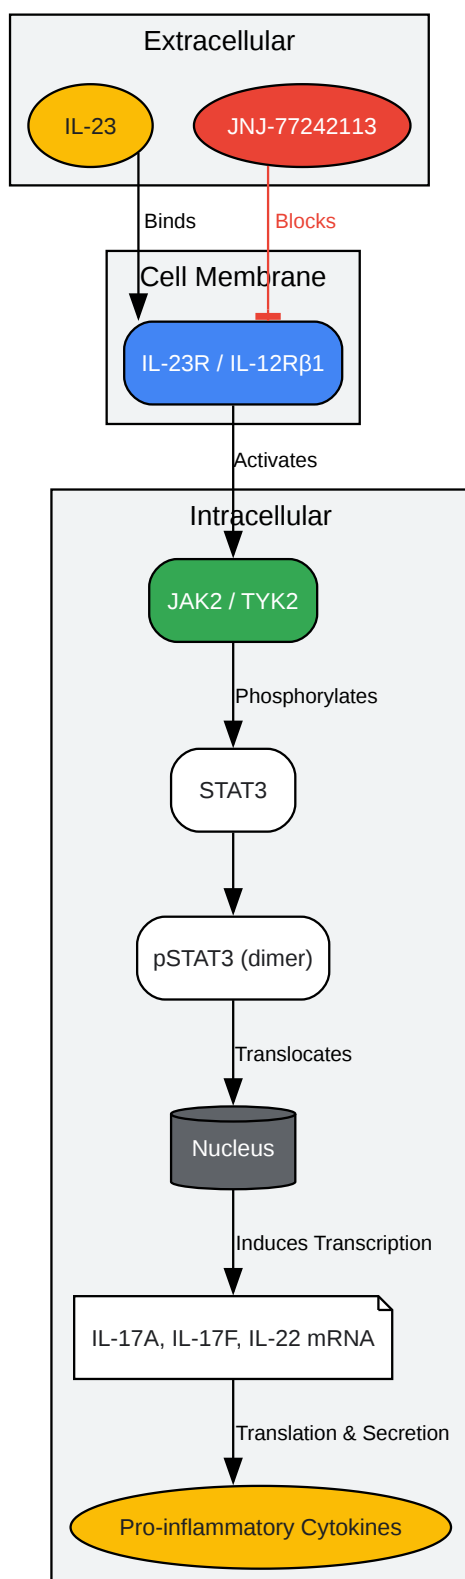 Extracellular
IL-23
JNJ-77242113
Binds
Blocks
Cell Membrane
IL-23R / IL-12Rβ1
Activates
Intracellular
JAK2 / TYK2
Phosphorylates
STAT3
pSTAT3 (dimer)
Translocates
Nucleus
Induces Transcription
IL-17A, IL-17F, IL-22 mRNA
Translation & Secretion
Pro-inflammatory Cytokines